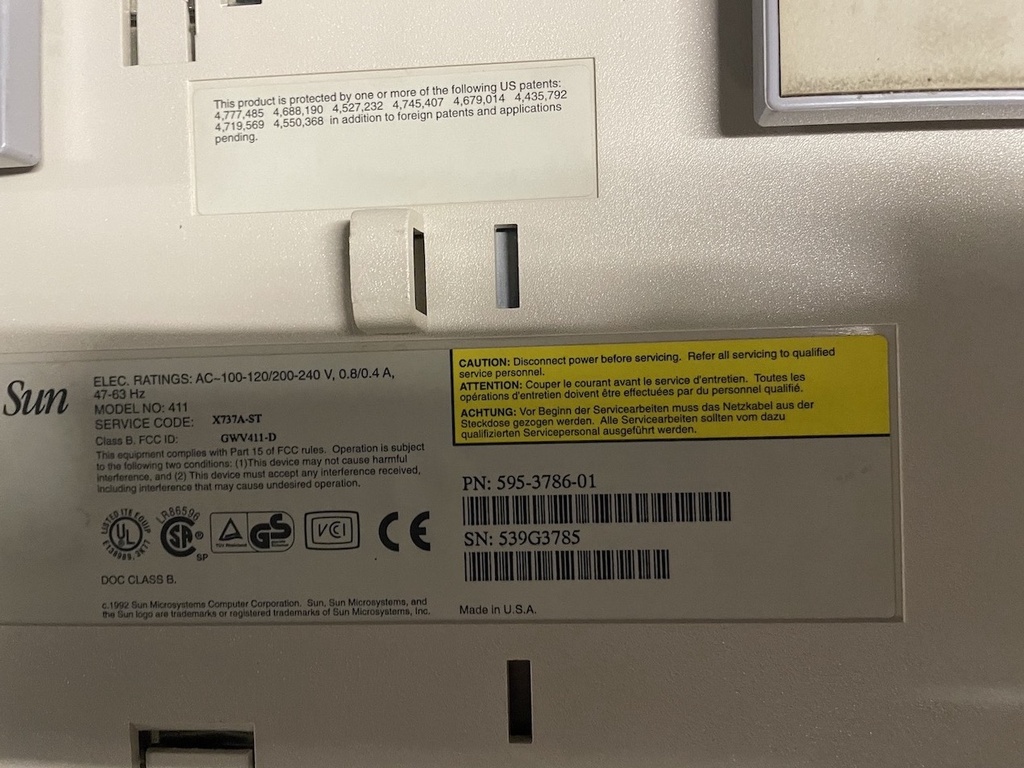 This product is protected by one or more of the following US patents:
4,777,485 4,688,190 4,527,232 4,745,407 4,679,014 4,435,792
4,719,569 4,550,368 in addition to foreign patents and applications
pending.
Sun
ELEC. RATINGS: AC~100-120/200-240 V, 0.8/0.4 A,
47-63 Hz
MODEL NO: 411
SERVICE CODE: X737A-ST
Class B. FCC ID: GWV411-D
This equipment complies with Part 15 of FCC rules. Operation is subject
to the following two conditions: (1)This device may not cause harmful
interference, and (2) This device must accept any interference received,
including interference that may cause undesired operation.
LISTED ITE EQUIP
UL
LR86596
SA
®
SP
GS
VCI
CE
DOC CLASS B.
c.1992 Sun Microsystems Computer Corporation. Sun, Sun Microsystems, and
the Sun logo are trademarks or registered trademarks of Sun Microsystems, Inc.
CAUTION: Disconnect power before servicing. Refer all servicing to qualified
service personnel.
ATTENTION: Couper le courant avant le service d'entretien. Toutes les
opérations d'entretien doivent être effectuées par du personnel qualifié.
ACHTUNG: Vor Beginn der Servicearbeiten muss das Netzkabel aus der
Steckdose gezogen werden. Alle Servicearbeiten sollten vom dazu
qualifizierten Servicepersonal ausgeführt werden.
PN: 595-3786-01
SN: 539G3785
Made in U.S.A.